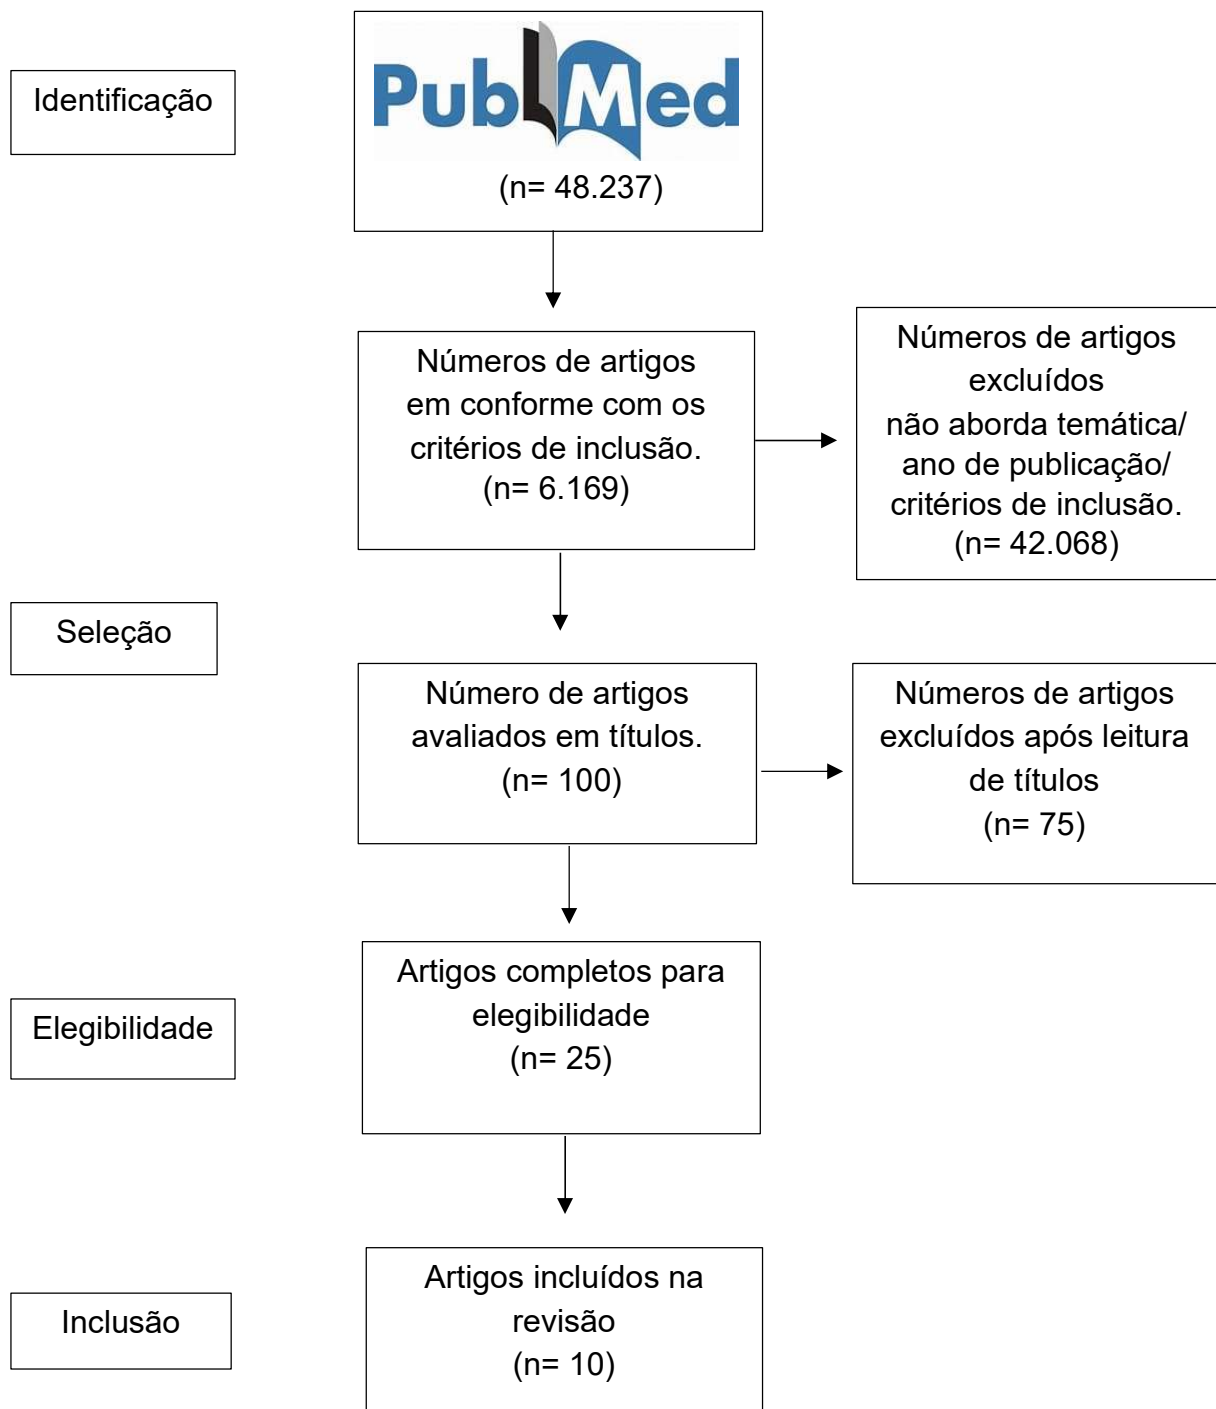 Identificação
PubMed
(n= 48.237)
Números de artigos
em conforme com os
critérios de inclusão.
(n= 6.169)
Números de artigos
excluídos
não aborda temática/
ano de publicação/
critérios de inclusão.
(n= 42.068)
Seleção
Número de artigos
avaliados em títulos.
(n= 100)
Números de artigos
excluídos após leitura
de títulos
(n= 75)
Elegibilidade
Artigos completos para
elegibilidade
(n= 25)
Inclusão
Artigos incluídos na
revisão
(n= 10)